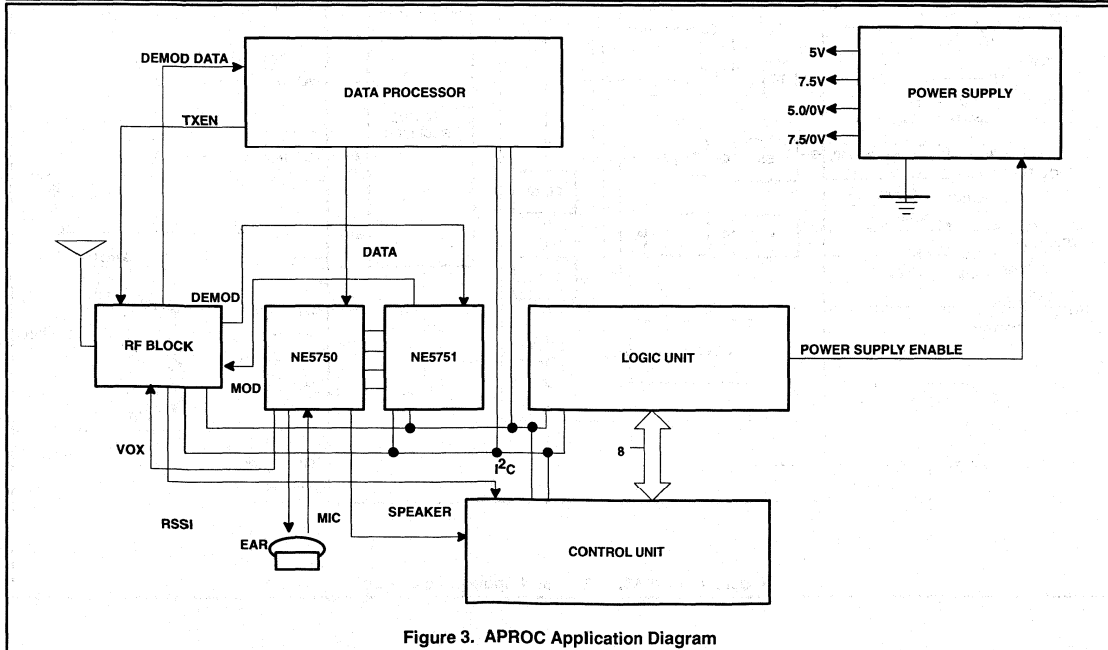 DEMOD DATA
DATA PROCESSOR
TXEN
5V
7.5V
5.0/0V
7.5/0V
POWER SUPPLY
DATA
DEMOD
RF BLOCK
NE5750
NE5751
LOGIC UNIT
POWER SUPPLY ENABLE
MOD
VOX
I²C
8
RSSI
MIC
SPEAKER
EAR
CONTROL UNIT
Figure 3. APROC Application Diagram